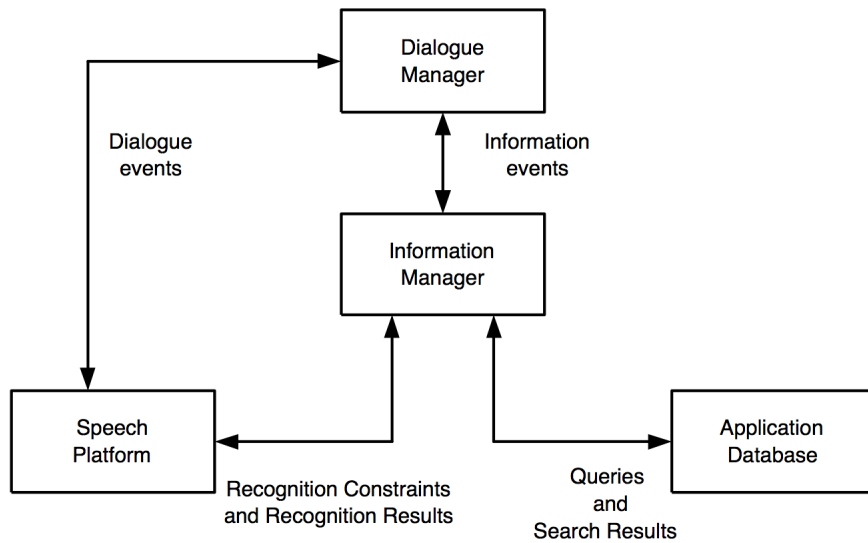 Dialogue
Manager
Dialogue
events
Information
events
Information
Manager
Speech
Platform
Application
Database
Recognition Constraints
and Recognition Results
Queries
and
Search Results